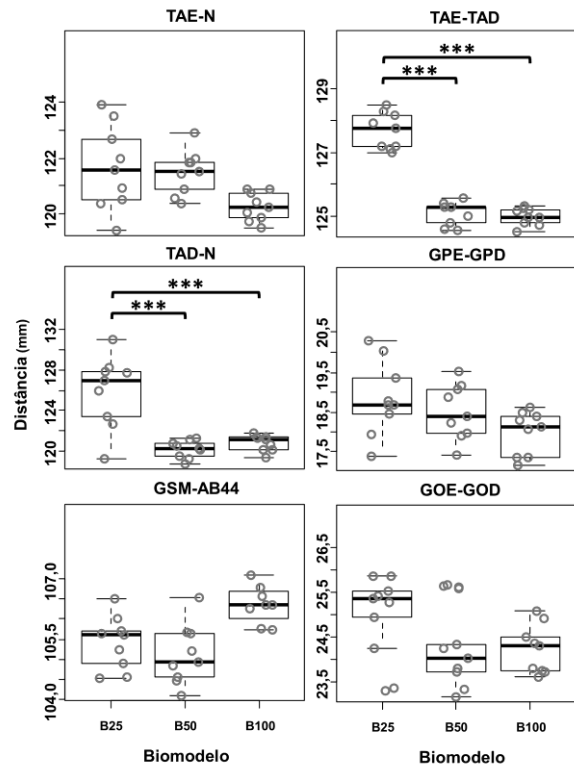 TAE-N
124
122
120
TAE-TAD
***
***
129
127
125
TAD-N
***
***
132
128
124
120
GPE-GPD
20,5
19,5
18,5
17,5
Distância (mm)
GSM-AB44
107,0
105,5
104,0
B25 B50 B100
Biomodelo
GOE-GOD
26,5
25,5
24,5
23,5
B25 B50 B100
Biomodelo